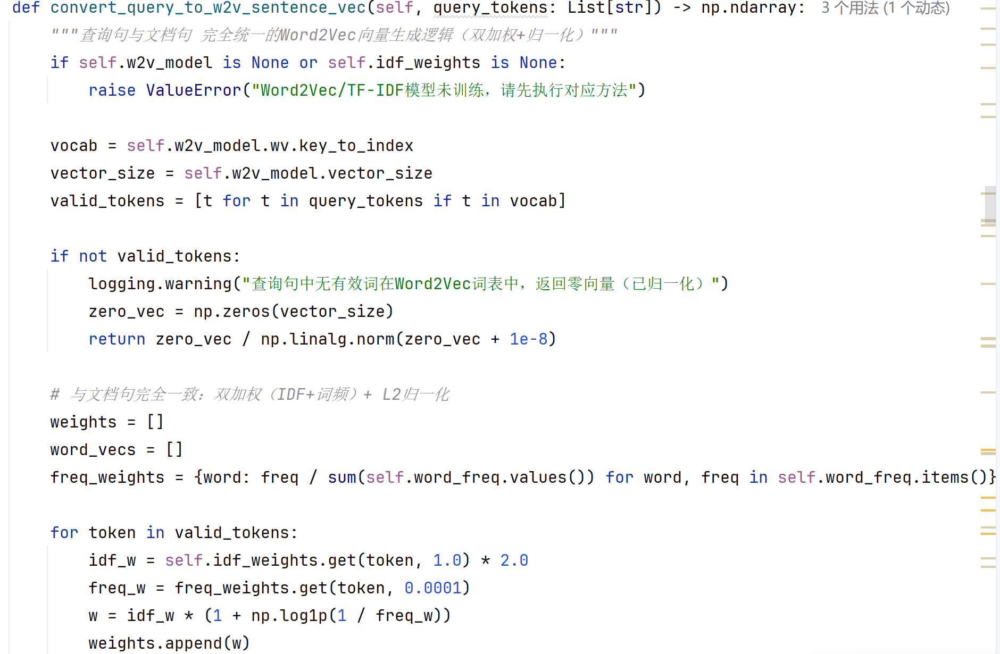 def convert_query_to_w2v_sentence_vec(self, query_tokens: List[str]) -> np.ndarray:  3 个用法 (1 个动态)
    """查询句与文档句 完全统一的Word2Vec向量生成逻辑（双加权+归一化）"""
    if self.w2v_model is None or self.idf_weights is None:
        raise ValueError("Word2Vec/TF-IDF模型未训练，请先执行对应方法")
    vocab = self.w2v_model.wv.key_to_index
    vector_size = self.w2v_model.vector_size
    valid_tokens = [t for t in query_tokens if t in vocab]
    if not valid_tokens:
        logging.warning("查询句中无有效词在Word2Vec词表中，返回零向量（已归一化）")
        zero_vec = np.zeros(vector_size)
        return zero_vec / np.linalg.norm(zero_vec + 1e-8)
    # 与文档句完全一致：双加权（IDF+词频）+ L2归一化
    weights = []
    word_vecs = []
    freq_weights = {word: freq / sum(self.word_freq.values()) for word, freq in self.word_freq.items()}
    for token in valid_tokens:
        idf_w = self.idf_weights.get(token, 1.0) * 2.0
        freq_w = freq_weights.get(token, 0.0001)
        w = idf_w * (1 + np.log1p(1 / freq_w))
        weights.append(w)